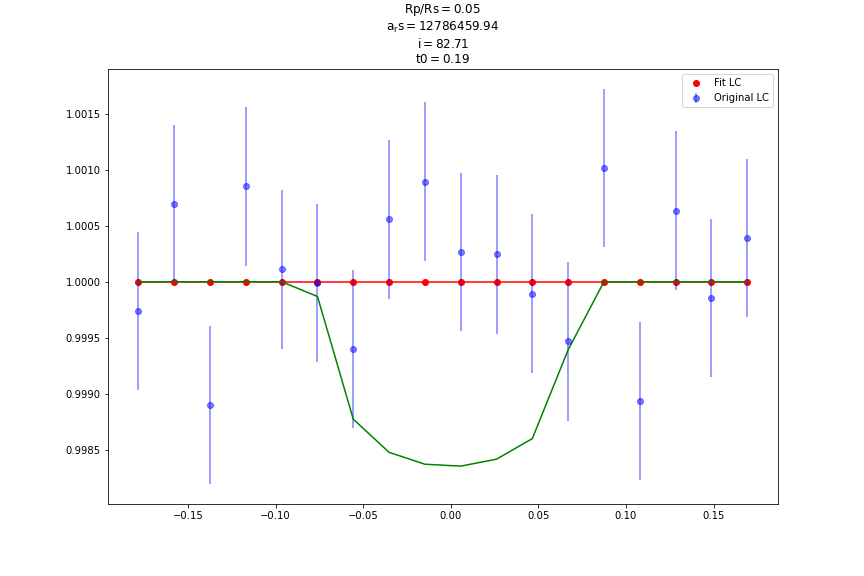 Rp/Rs = 0.05
aᵣs = 12786459.94
i = 82.71
t0 = 0.19
Fit LC
Original LC
1.0015
1.0010
1.0005
1.0000
0.9995
0.9990
0.9985
−0.15 −0.10 −0.05 0.00 0.05 0.10 0.15